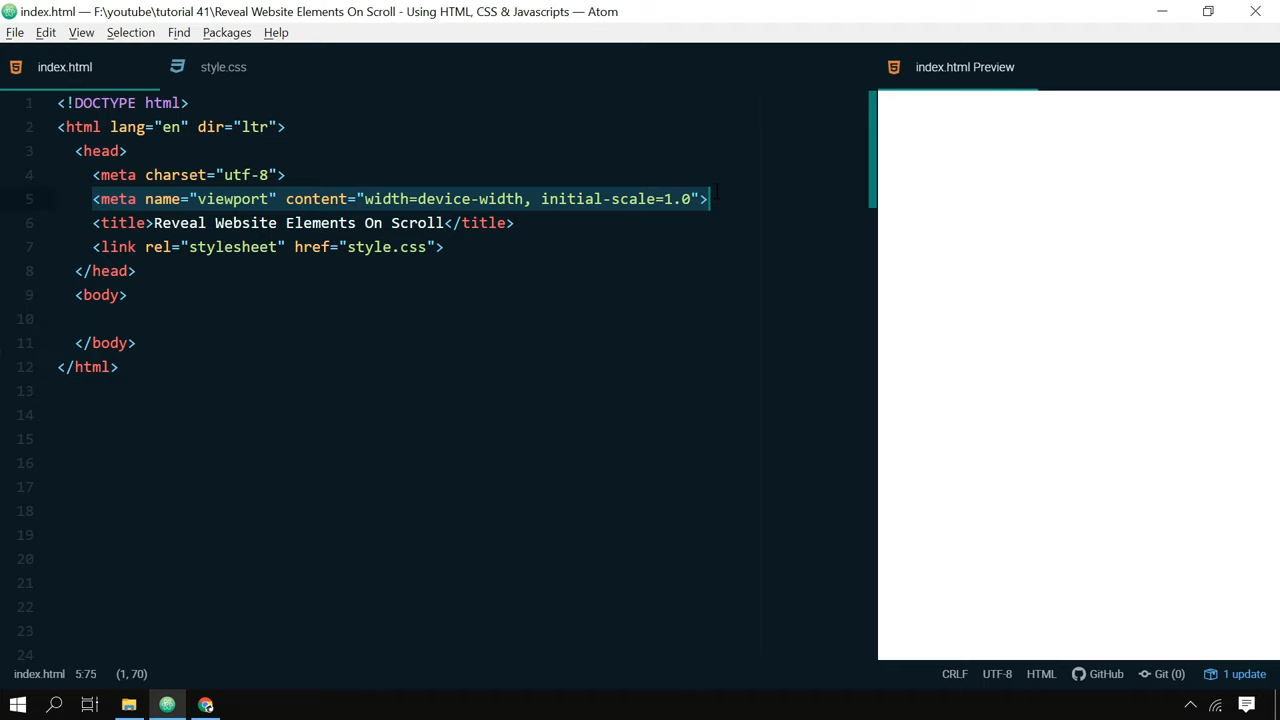 index.html — F:\youtube\tutorial 41\Reveal Website Elements On Scroll - Using HTML, CSS & Javascripts — Atom
File Edit View Selection Find Packages Help
index.html style.css index.html Preview
1 <!DOCTYPE html>
2 <html lang="en" dir="ltr">
3 <head>
4 <meta charset="utf-8">
5 <meta name="viewport" content="width=device-width, initial-scale=1.0">
6 <title>Reveal Website Elements On Scroll</title>
7 <link rel="stylesheet" href="style.css">
8 </head>
9 <body>
10
11 </body>
12 </html>
13
14
15
16
17
18
19
20
21
22
23
24
index.html 5:75 (1, 70) CRLF UTF-8 HTML GitHub Git (0) 1 update